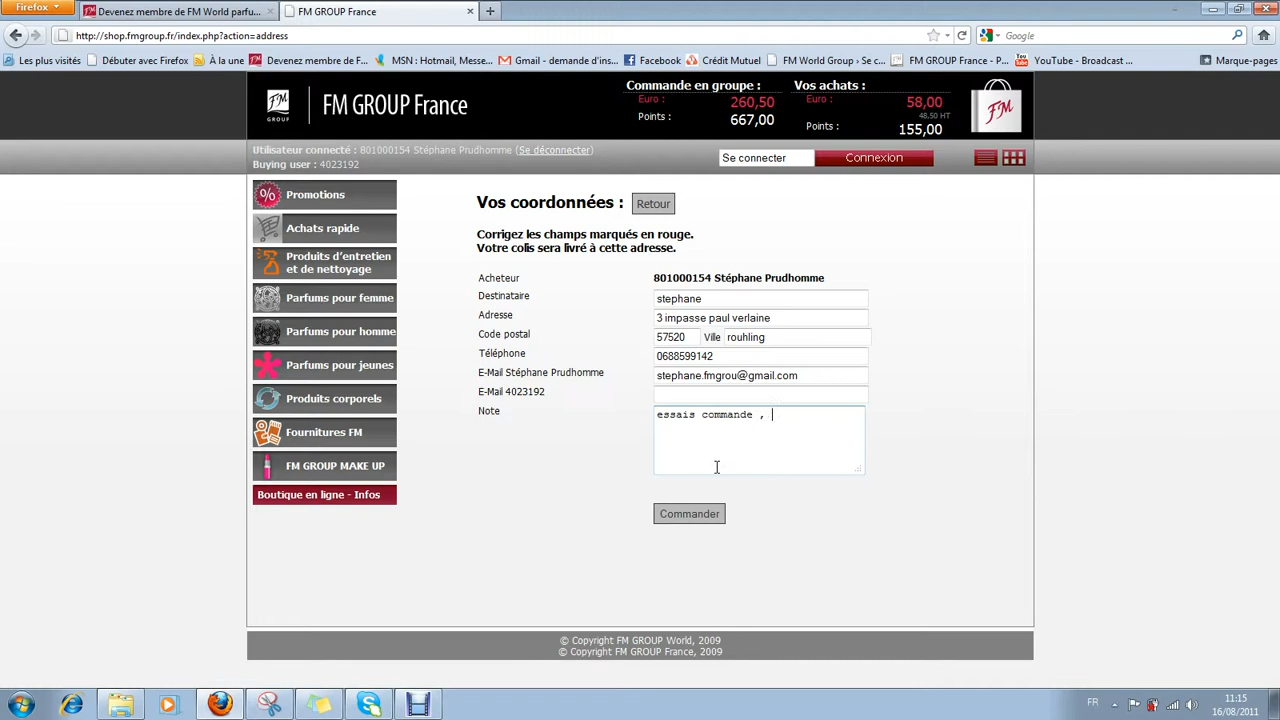 Firefox
Devenez membre de FM World parfu...
FM GROUP France
http://shop.fmgroup.fr/index.php?action=address
Google
Les plus visités
Débuter avec Firefox
À la une
Devenez membre de F...
MSN : Hotmail, Messe...
Gmail - demande d'ins...
Facebook
Crédit Mutuel
FM World Group › Se c...
FM GROUP France - P...
YouTube - Broadcast ...
Marque-pages
FM GROUP
FM GROUP France
Commande en groupe :
Euro : 260,50
Points : 667,00
Vos achats :
Euro : 58,00
48,50 HT
Points : 155,00
FM
Utilisateur connecté : 801000154 Stéphane Prudhomme (Se déconnecter)
Buying user : 4023192
Se connecter
Connexion
Promotions
Achats rapide
Produits d'entretien
et de nettoyage
Parfums pour femme
Parfums pour homme
Parfums pour jeunes
Produits corporels
Fournitures FM
FM GROUP MAKE UP
Boutique en ligne - Infos
Vos coordonnées :
Retour
Corrigez les champs marqués en rouge.
Votre colis sera livré à cette adresse.
Acheteur 801000154 Stéphane Prudhomme
Destinataire stephane
Adresse 3 impasse paul verlaine
Code postal 57520 Ville rouhling
Téléphone 0688599142
E-Mail Stéphane Prudhomme stephane.fmgrou@gmail.com
E-Mail 4023192
Note essais commande ,
Commander
© Copyright FM GROUP World, 2009
© Copyright FM GROUP France, 2009
FR
11:15
16/08/2011